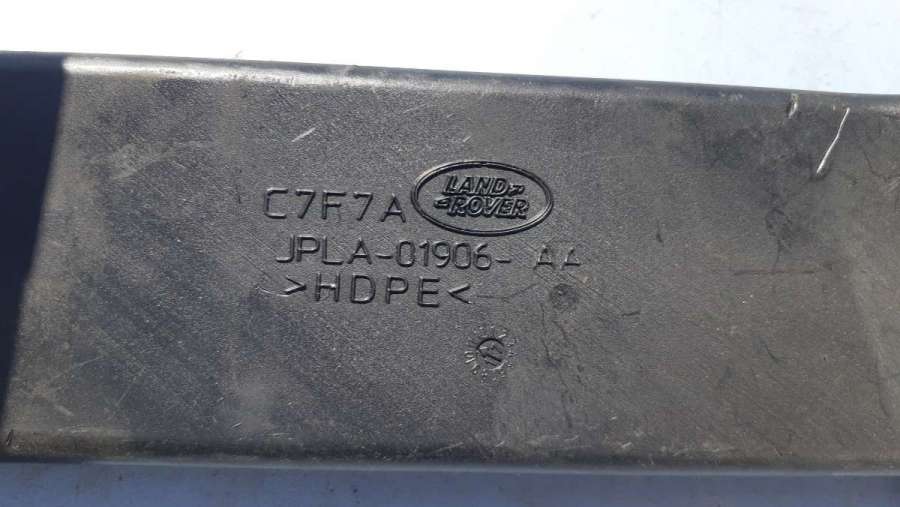 C7F7A LAND ROVER
JPLA-01906-AA
>HDPE<